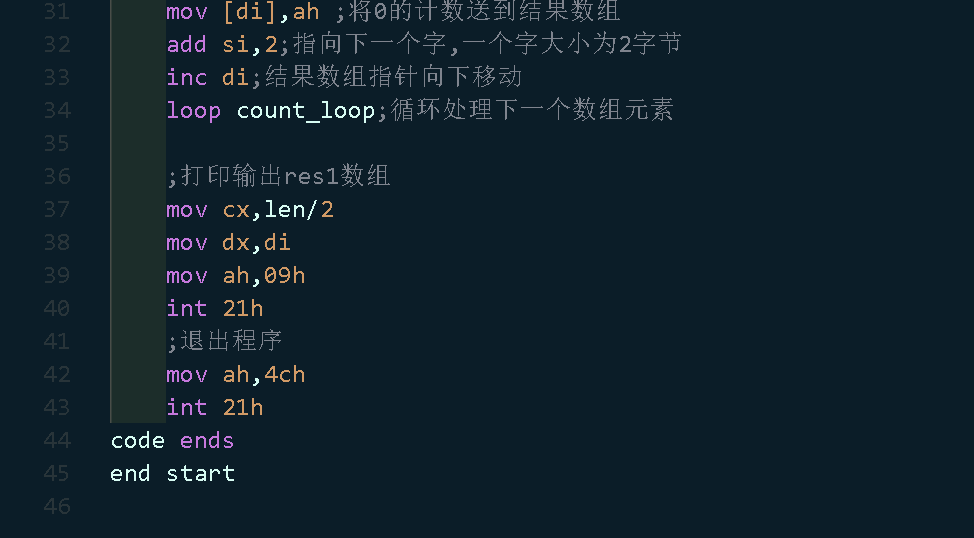 31 mov [di],ah ;将0的计数送到结果数组
32 add si,2;指向下一个字,一个字大小为2字节
33 inc di;结果数组指针向下移动
34 loop count_loop;循环处理下一个数组元素
35
36 ;打印输出res1数组
37 mov cx,len/2
38 mov dx,di
39 mov ah,09h
40 int 21h
41 ;退出程序
42 mov ah,4ch
43 int 21h
44 code ends
45 end start
46